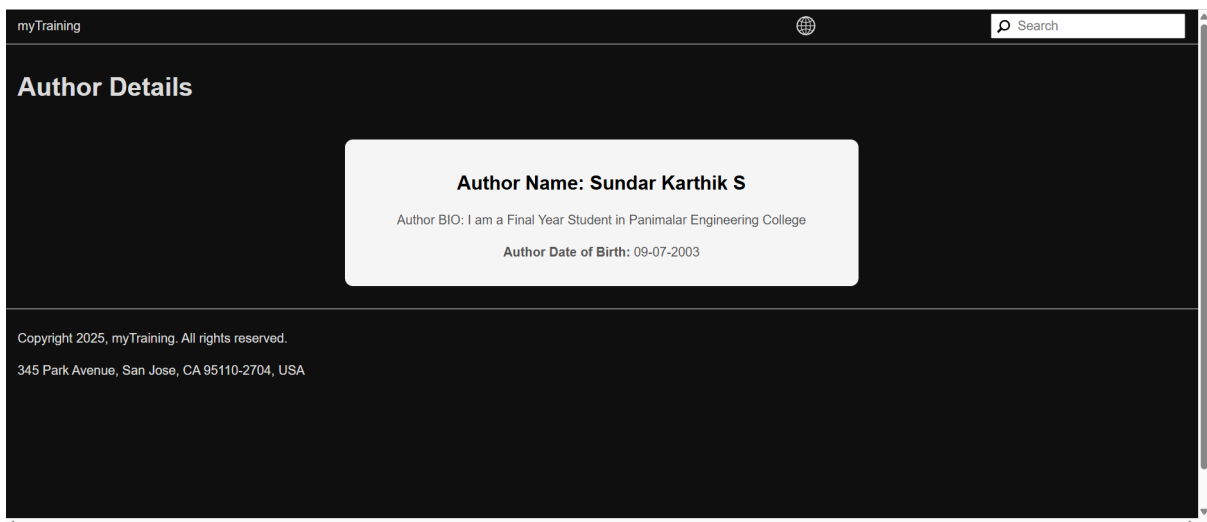 myTraining
Search
Author Details
Author Name: Sundar Karthik S
Author BIO: I am a Final Year Student in Panimalar Engineering College
Author Date of Birth: 09-07-2003
Copyright 2025, myTraining. All rights reserved.
345 Park Avenue, San Jose, CA 95110-2704, USA